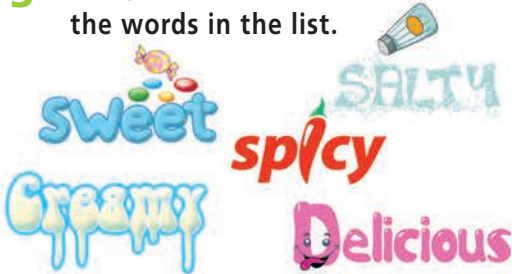 the words in the list.
SALTY
sweet
spicy
Creamy
Delicious